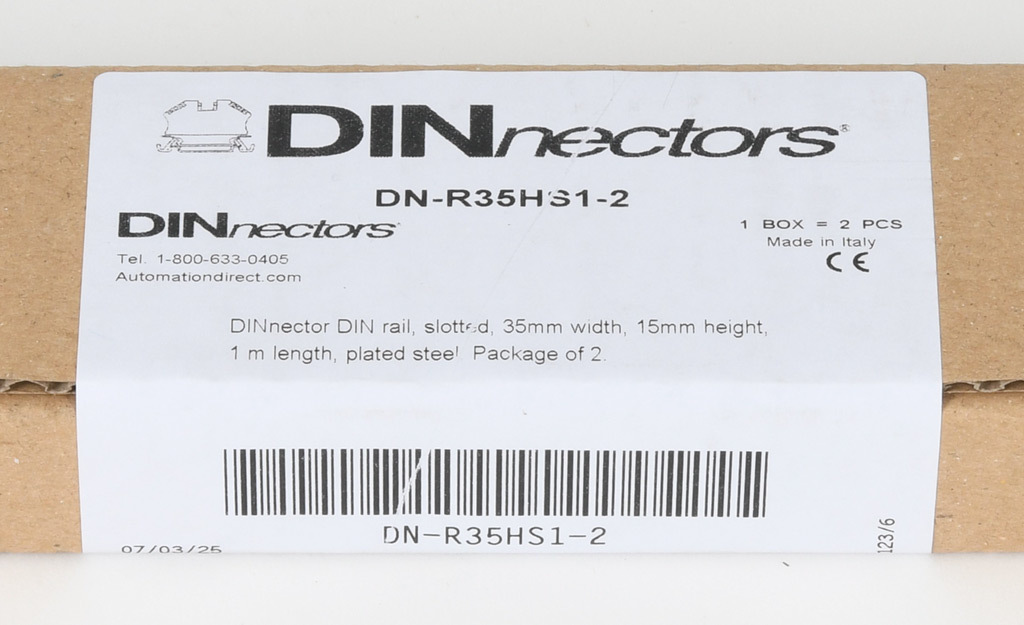 DINnectors®
DN-R35HS1-2
DINnectors
1 BOX = 2 PCS
Made in Italy
CE
Tel. 1-800-633-0405
Automationdirect.com
DINnector DIN rail, slotted, 35mm width, 15mm height,
1 m length, plated steel. Package of 2.
DN-R35HS1-2
07/03/25
123/6